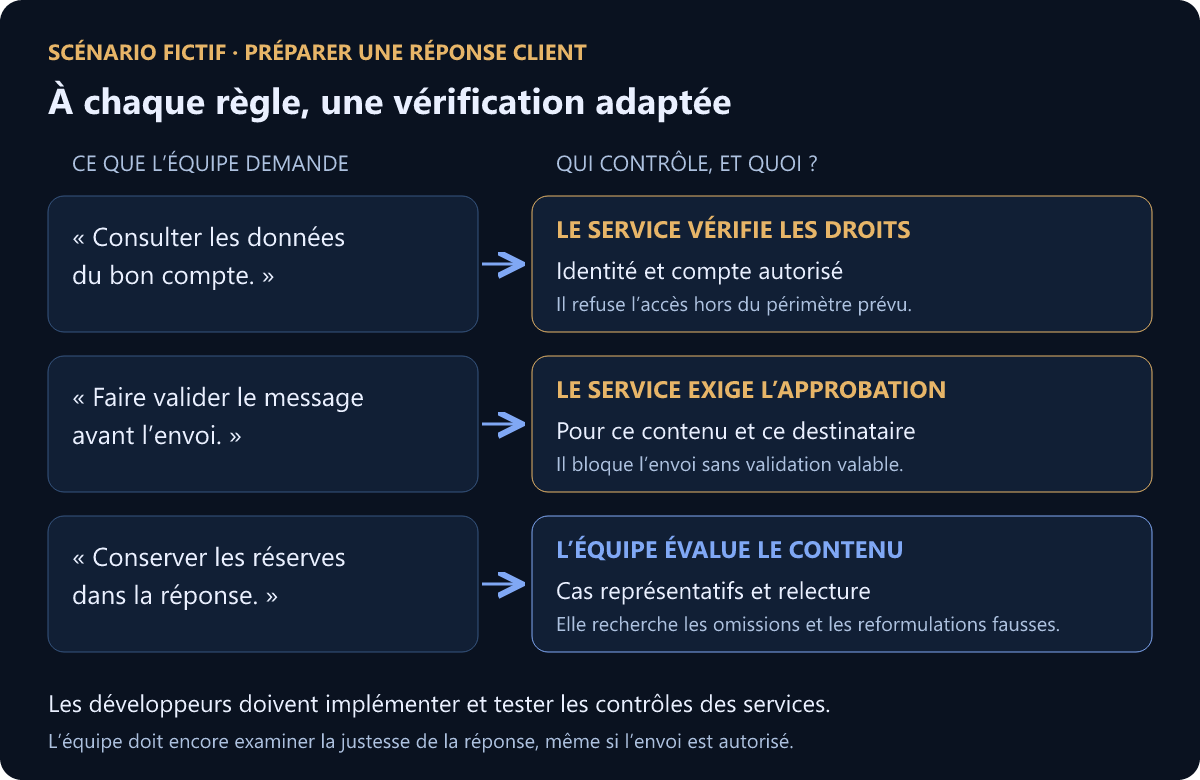 SCÉNARIO FICTIF · PRÉPARER UNE RÉPONSE CLIENT
À chaque règle, une vérification adaptée
CE QUE L’ÉQUIPE DEMANDE
QUI CONTRÔLE, ET QUOI ?
« Consulter les données
du bon compte. »
LE SERVICE VÉRIFIE LES DROITS
Identité et compte autorisé
Il refuse l’accès hors du périmètre prévu.
« Faire valider le message
avant l’envoi. »
LE SERVICE EXIGE L’APPROBATION
Pour ce contenu et ce destinataire
Il bloque l’envoi sans validation valable.
« Conserver les réserves
dans la réponse. »
L’ÉQUIPE ÉVALUE LE CONTENU
Cas représentatifs et relecture
Elle recherche les omissions et les reformulations fausses.
Les développeurs doivent implémenter et tester les contrôles des services.
L’équipe doit encore examiner la justesse de la réponse, même si l’envoi est autorisé.